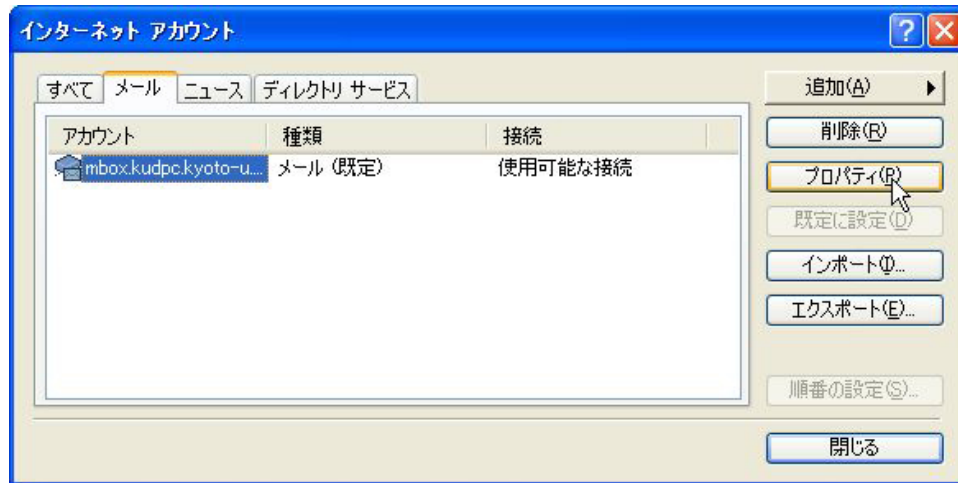 インターネット アカウント
すべて メール ニュース ディレクトリ サービス
アカウント 種類 接続
mbox.kudpc.kyoto-u... メール (既定) 使用可能な接続
追加(A)
削除(R)
プロパティ(P)
既定に設定(D)
インポート(I)...
エクスポート(E)...
順番の設定(S)...
閉じる